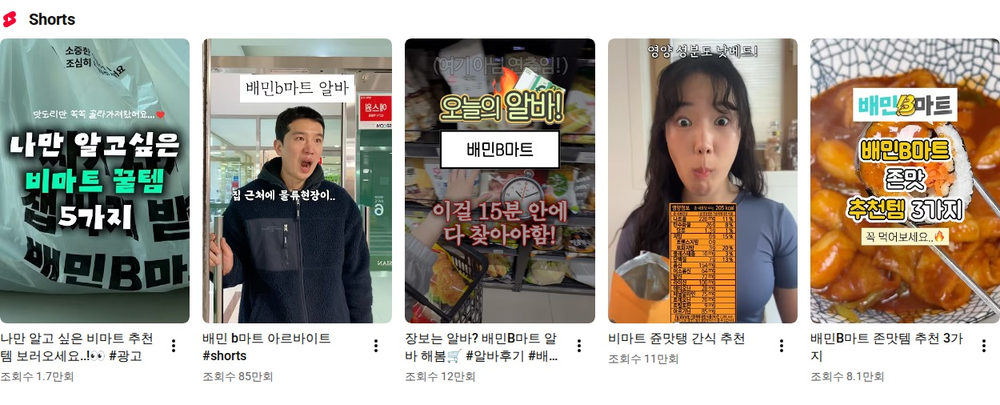 Shorts
소중한
조심히
맛도리만 쏙쏙 골라가져왔어요...♥
나만 알고싶은
비마트 꿀템
5가지
배민B마트
나만 알고 싶은 비마트 추천
템 보러오세요..!👀 #광고
조회수 1.7만회
배민b마트 알바
에스원
집 근처에 물류현장이..
배민 b마트 아르바이트
#shorts
조회수 85만회
(여기 아님 연출임!)
오늘의 알바!
배민B마트
이걸 15분 안에
다 찾아야함!
장보는 알바? 배민B마트 알
바 해봄🛒 #알바후기 #배...
조회수 12만회
영양 성분도 낫베드!
영양정보
205 kcal
비마트 쥰맛탱 간식 추천
조회수 11만회
배민B마트
배민B마트
존맛
추천템 3가지
꼭 먹어보세요..🔥
배민B마트 존맛템 추천 3가
지
조회수 8.1만회